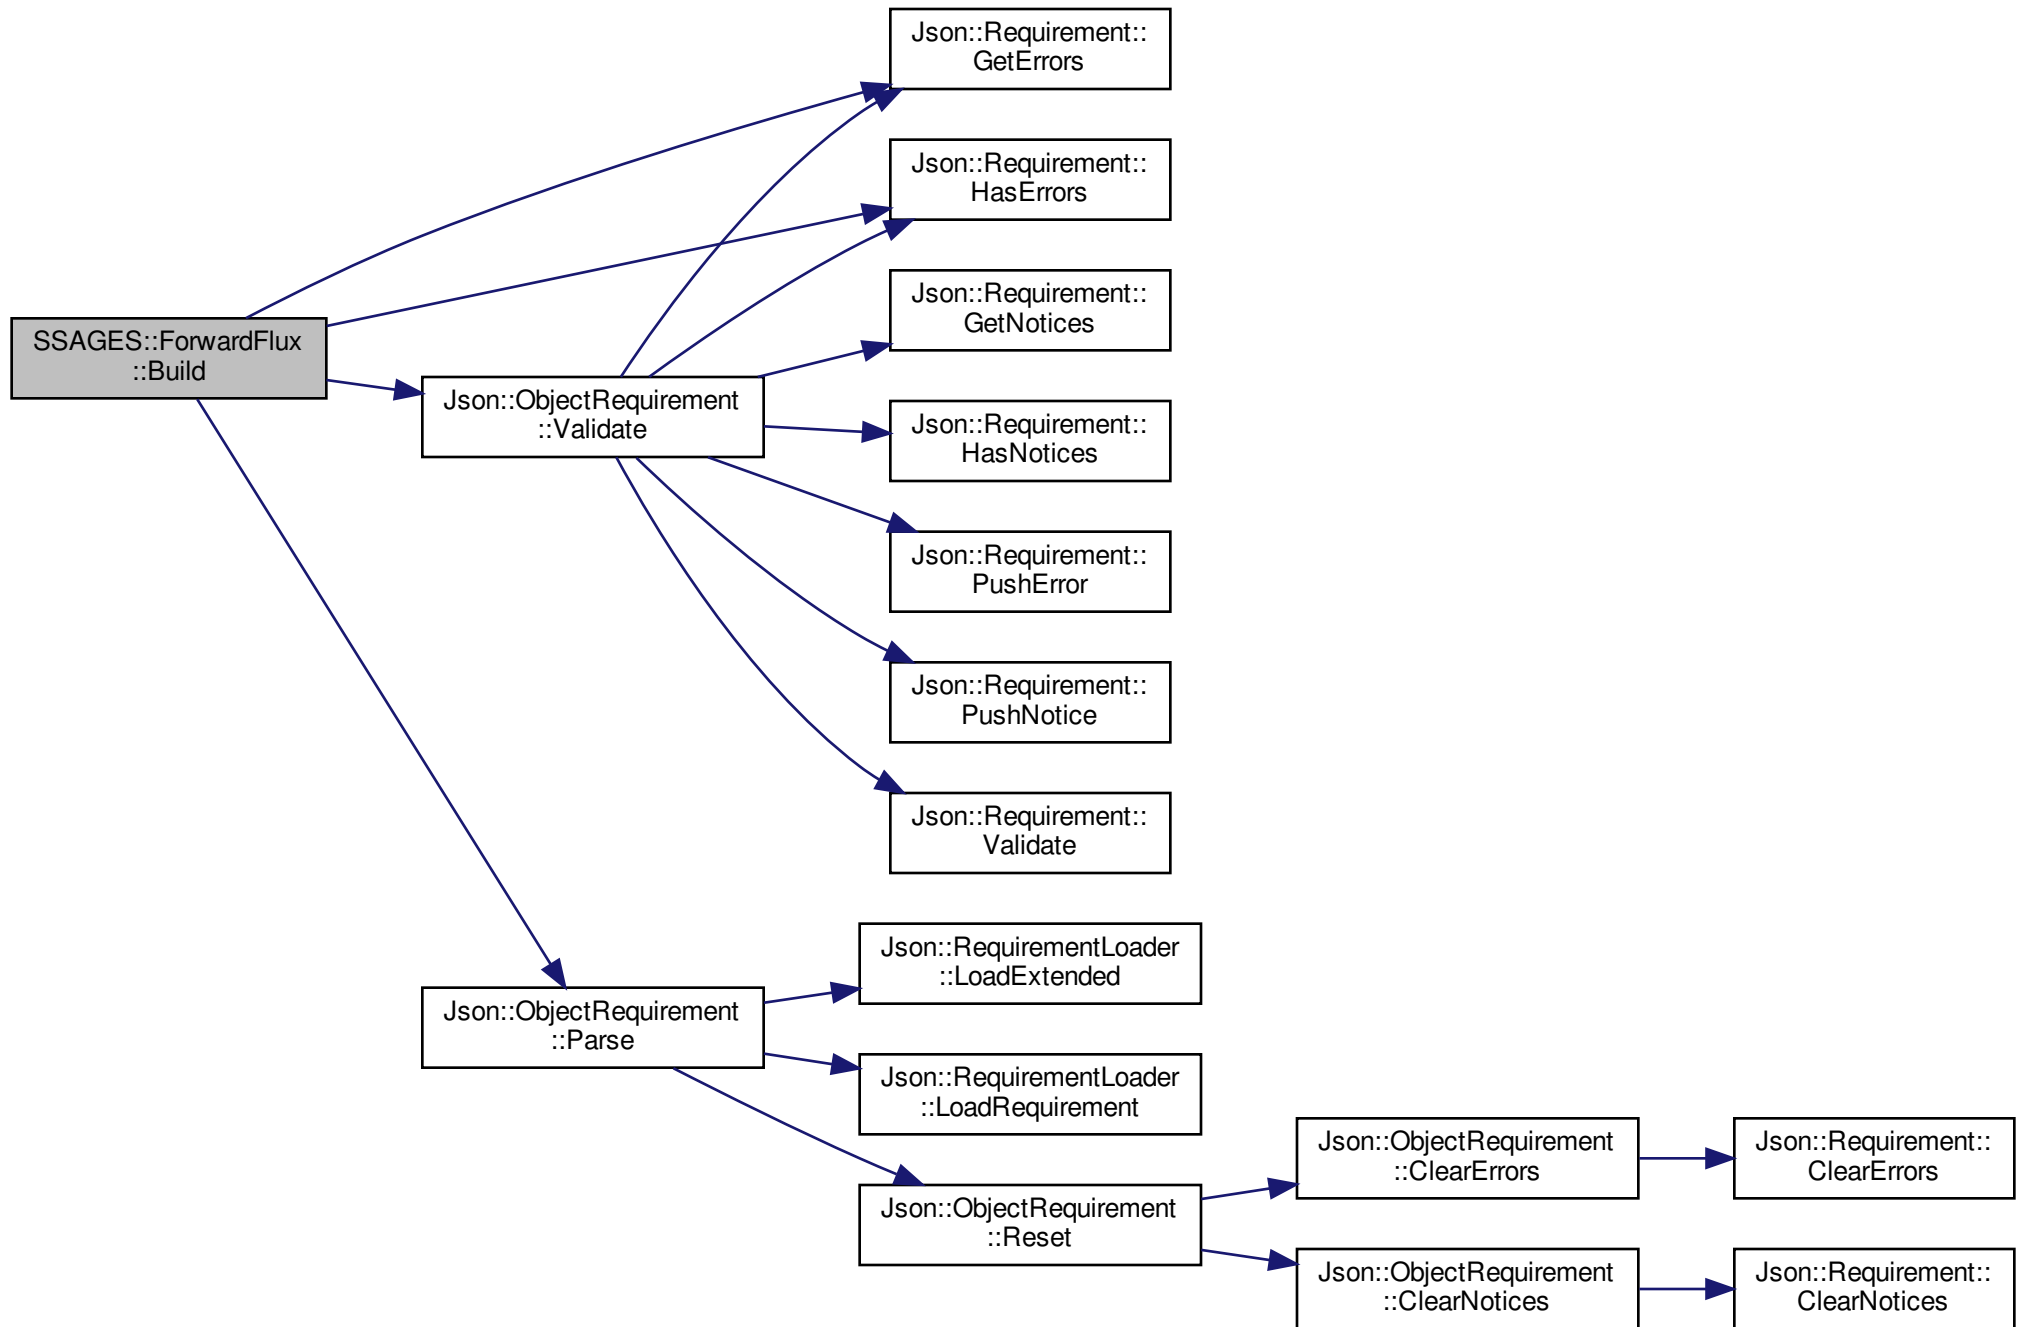 Json::Requirement::
GetErrors
Json::Requirement::
HasErrors
Json::Requirement::
GetNotices
SSAGES::ForwardFlux
::Build
Json::ObjectRequirement
::Validate
Json::Requirement::
HasNotices
Json::Requirement::
PushError
Json::Requirement::
PushNotice
Json::Requirement::
Validate
Json::RequirementLoader
::LoadExtended
Json::ObjectRequirement
::Parse
Json::RequirementLoader
::LoadRequirement
Json::ObjectRequirement
::Reset
Json::ObjectRequirement
::ClearErrors
Json::Requirement::
ClearErrors
Json::ObjectRequirement
::ClearNotices
Json::Requirement::
ClearNotices